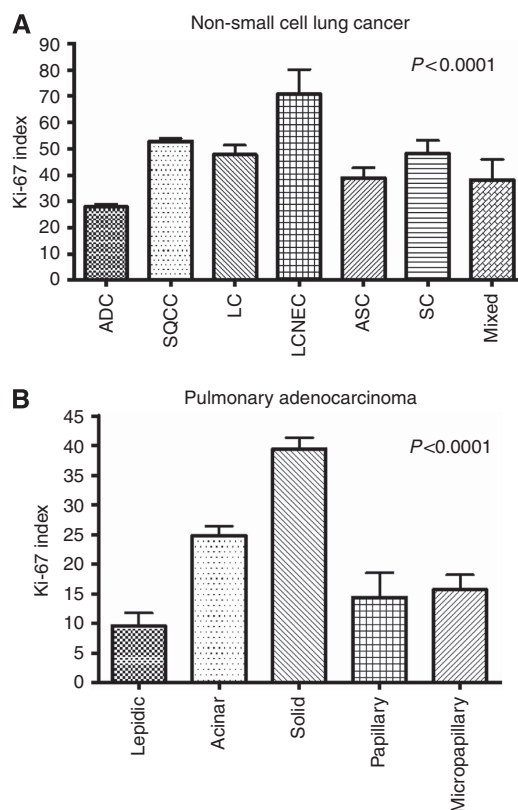 A
Non-small cell lung cancer
P<0.0001
Ki-67 index
90
80
70
60
50
40
30
20
10
0
ADC
SQCC
LC
LCNEC
ASC
SC
Mixed
B
Pulmonary adenocarcinoma
P<0.0001
Ki-67 index
45
40
35
30
25
20
15
10
5
0
Lepidic
Acinar
Solid
Papillary
Micropapillary